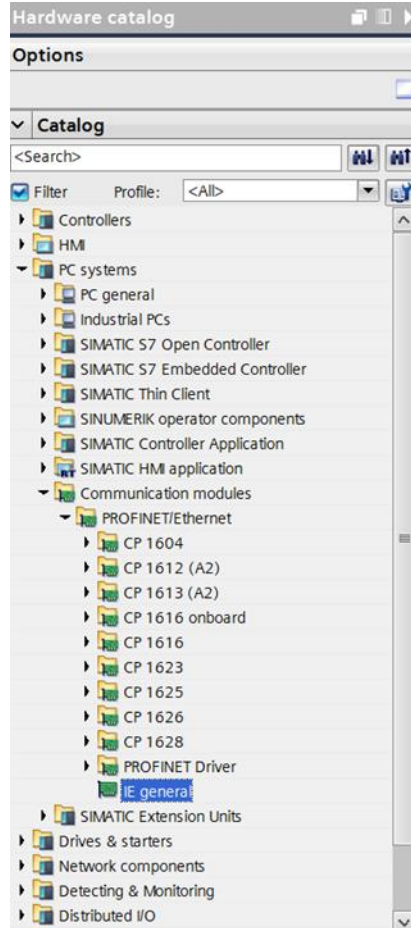 Hardware catalog
Options
Catalog
<Search>
Filter Profile: <All>
Controllers
HMI
PC systems
PC general
Industrial PCs
SIMATIC S7 Open Controller
SIMATIC S7 Embedded Controller
SIMATIC Thin Client
SINUMERIK operator components
SIMATIC Controller Application
RT SIMATIC HMI application
Communication modules
PROFINET/Ethernet
CP 1604
CP 1612 (A2)
CP 1613 (A2)
CP 1616 onboard
CP 1616
CP 1623
CP 1625
CP 1626
CP 1628
PROFINET Driver
IE general
SIMATIC Extension Units
Drives & starters
Network components
Detecting & Monitoring
Distributed I/O